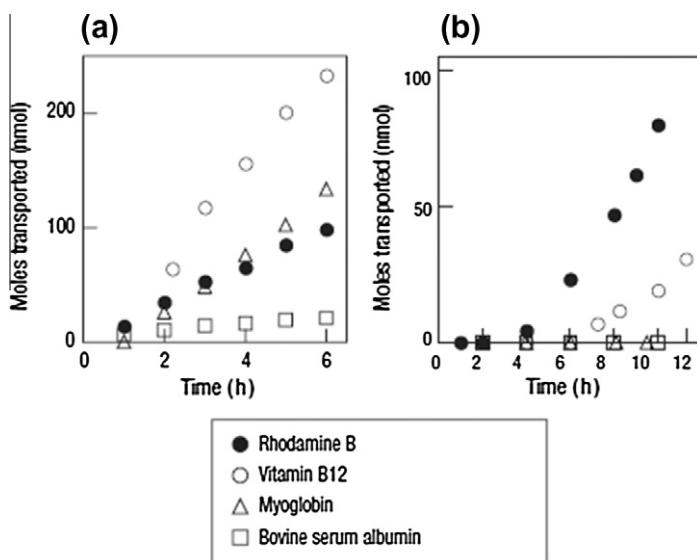 (a)
Moles transported (nmol)
200
100
0
0
2
4
6
Time (h)
(b)
Moles transported (nmol)
100
50
0
0
2
4
6
8
10
12
Time (h)
Rhodamine B
Vitamin B12
Myoglobin
Bovine serum albumin